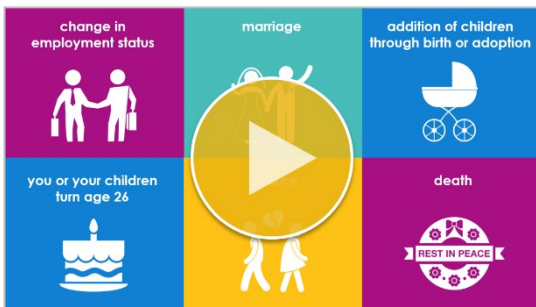 change in
employment status
marriage
addition of children
through birth or adoption
you or your children
turn age 26
death
REST IN PEACE